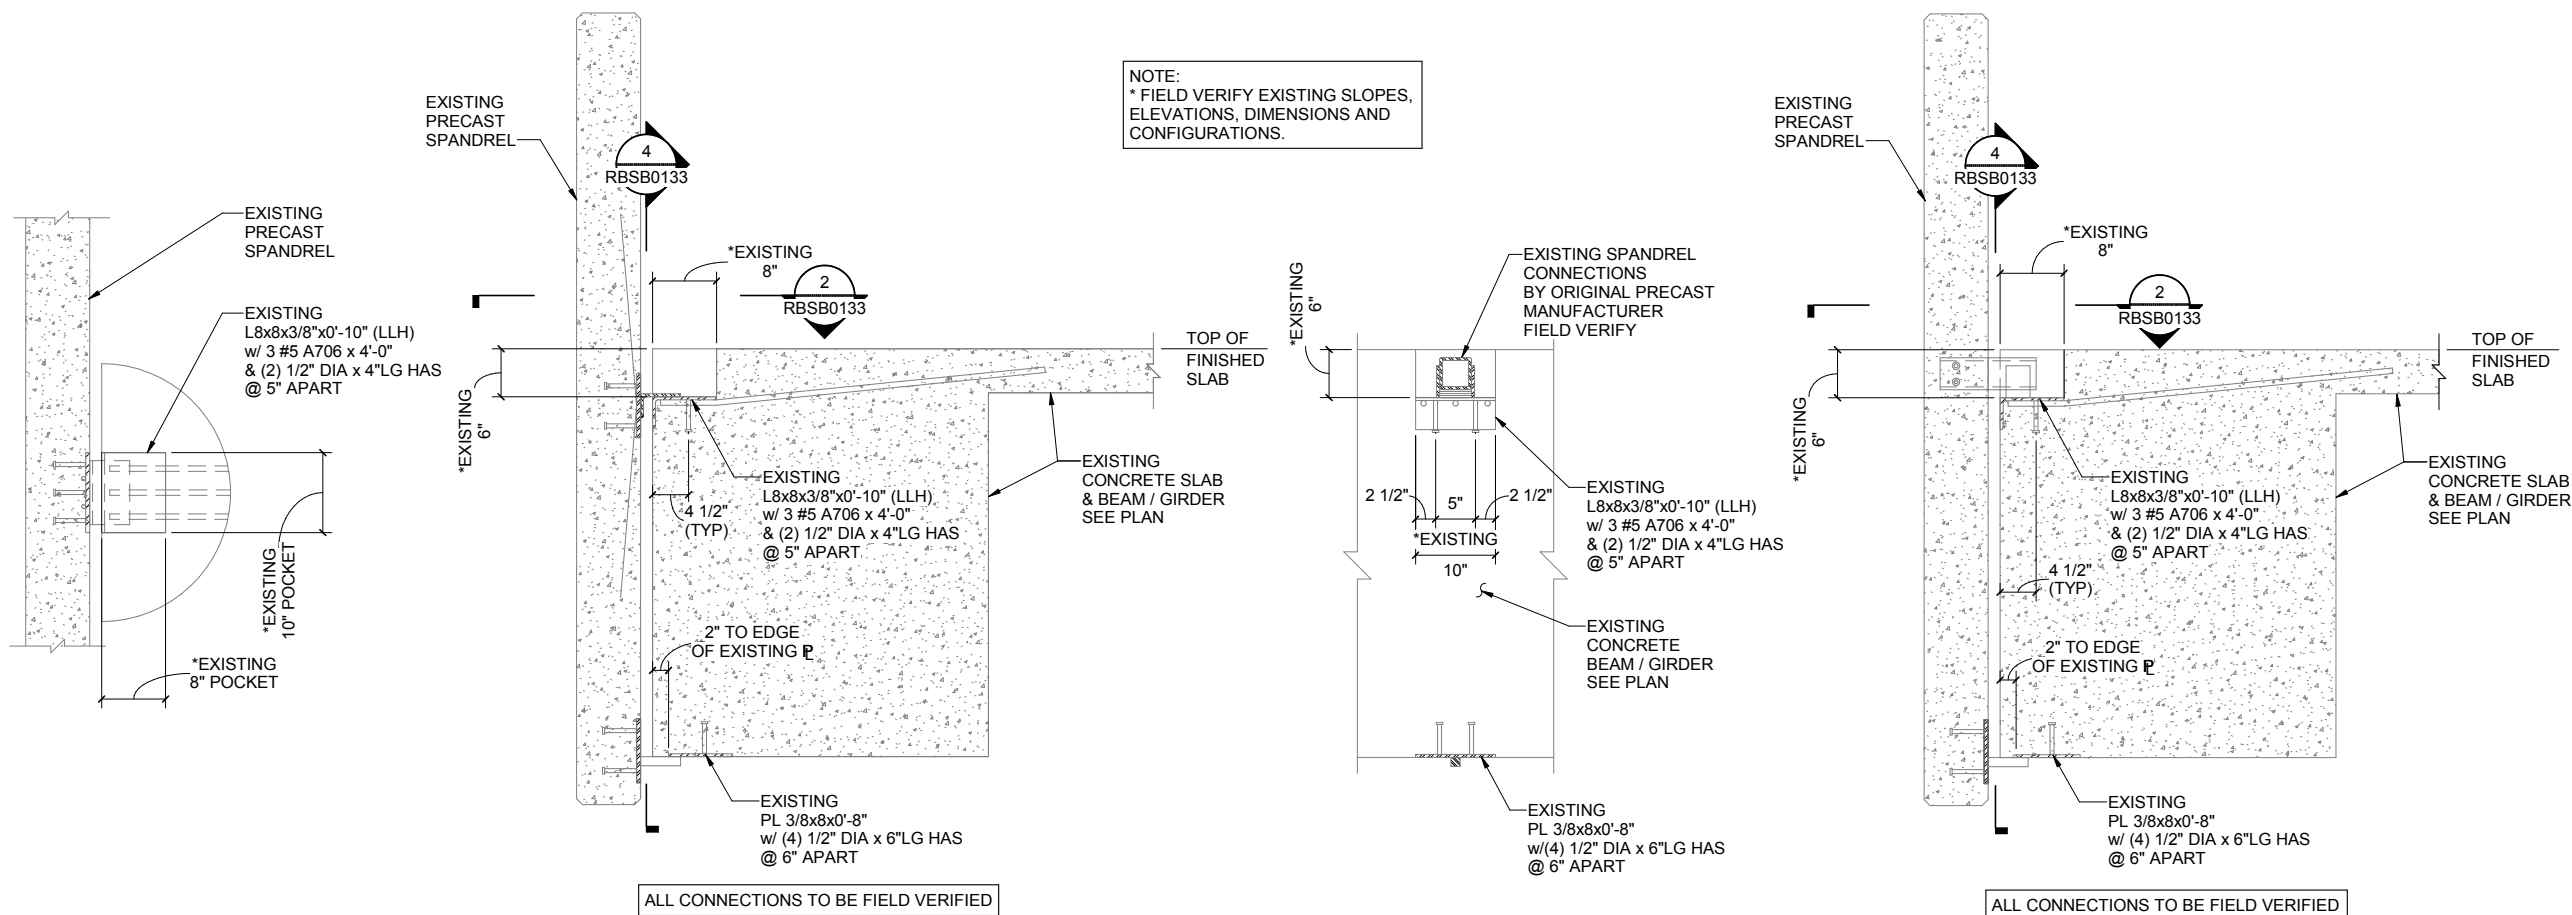 EXISTING
PRECAST
SPANDREL
EXISTING
L8x8x3/8"x0'-10" (LLH)
w/ 3 #5 A706 x 4'-0"
& (2) 1/2" DIA x 4"LG HAS
@ 5" APART
*EXISTING
10" POCKET
*EXISTING
8" POCKET
EXISTING
PRECAST
SPANDREL
4
RBSB0133
*EXISTING
8"
2
RBSB0133
TOP OF
FINISHED
SLAB
*EXISTING
6"
EXISTING
L8x8x3/8"x0'-10" (LLH)
w/ 3 #5 A706 x 4'-0"
& (2) 1/2" DIA x 4"LG HAS
@ 5" APART
4 1/2"
(TYP)
EXISTING
CONCRETE SLAB
& BEAM / GIRDER
SEE PLAN
2" TO EDGE
OF EXISTING PL
EXISTING
PL 3/8x8x0'-8"
w/ (4) 1/2" DIA x 6"LG HAS
@ 6" APART
ALL CONNECTIONS TO BE FIELD VERIFIED
NOTE:
* FIELD VERIFY EXISTING SLOPES,
ELEVATIONS, DIMENSIONS AND
CONFIGURATIONS.
*EXISTING
6"
EXISTING SPANDREL
CONNECTIONS
BY ORIGINAL PRECAST
MANUFACTURER
FIELD VERIFY
2 1/2" 5" 2 1/2"
*EXISTING
10"
EXISTING
L8x8x3/8"x0'-10" (LLH)
w/ 3 #5 A706 x 4'-0"
& (2) 1/2" DIA x 4"LG HAS
@ 5" APART
EXISTING
CONCRETE
BEAM / GIRDER
SEE PLAN
EXISTING
PL 3/8x8x0'-8"
w/(4) 1/2" DIA x 6"LG HAS
@ 6" APART
EXISTING
PRECAST
SPANDREL
4
RBSB0133
*EXISTING
8"
2
RBSB0133
TOP OF
FINISHED
SLAB
*EXISTING
6"
EXISTING
L8x8x3/8"x0'-10" (LLH)
w/ 3 #5 A706 x 4'-0"
& (2) 1/2" DIA x 4"LG HAS
@ 5" APART
4 1/2"
(TYP)
EXISTING
CONCRETE SLAB
& BEAM / GIRDER
SEE PLAN
2" TO EDGE
OF EXISTING PL
EXISTING
PL 3/8x8x0'-8"
w/ (4) 1/2" DIA x 6"LG HAS
@ 6" APART
ALL CONNECTIONS TO BE FIELD VERIFIED